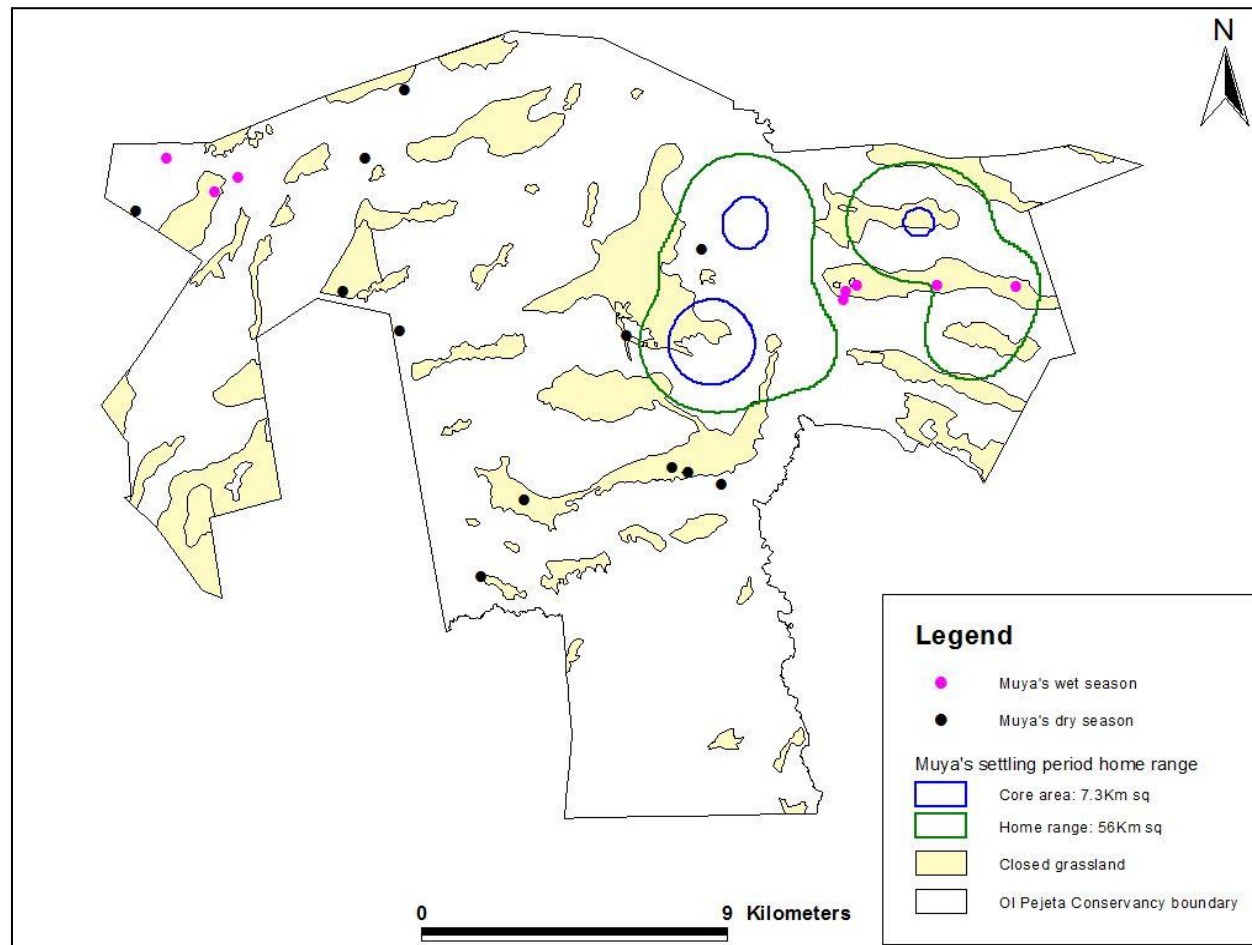 N
Legend
Muya's wet season
Muya's dry season
Muya's settling period home range
Core area: 7.3Km sq
Home range: 56Km sq
Closed grassland
Ol Pejeta Conservancy boundary
0 9 Kilometers